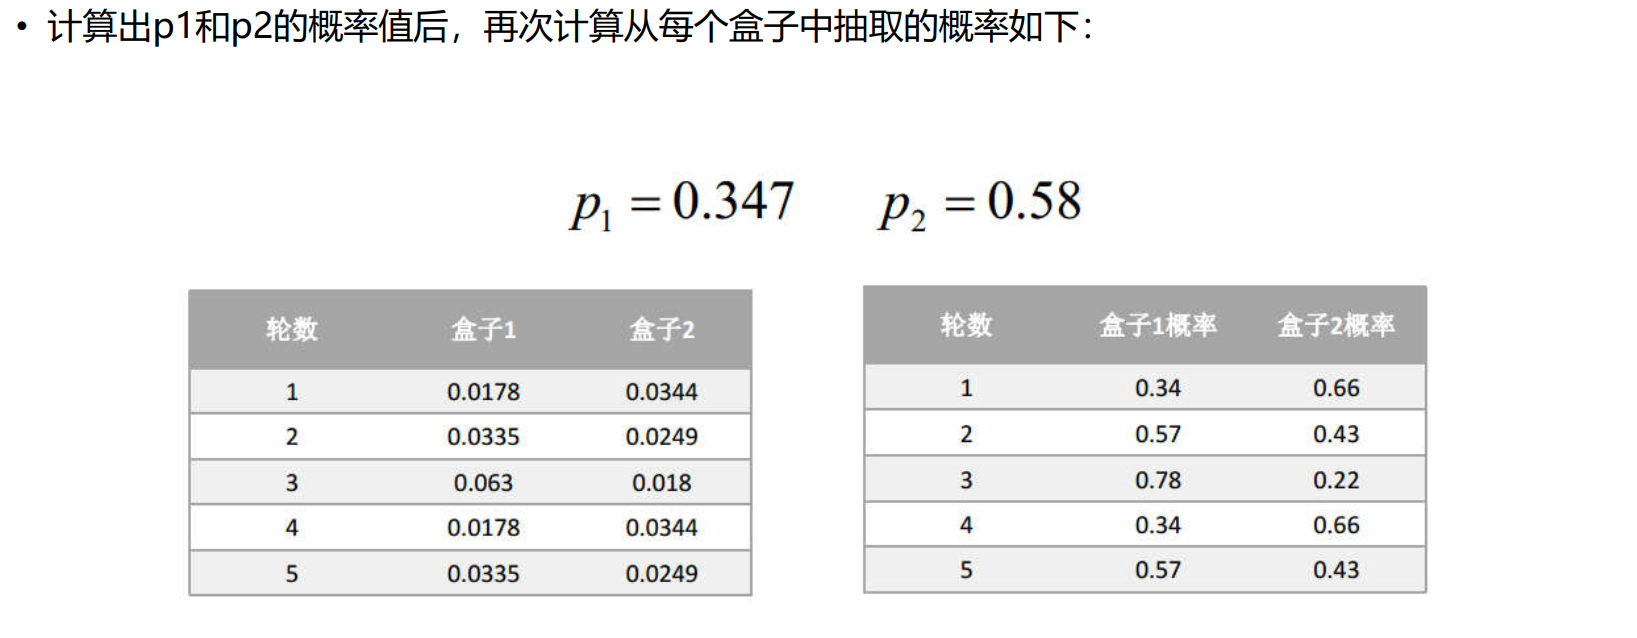 • 计算出p1和p2的概率值后，再次计算从每个盒子中抽取的概率如下：
p₁ = 0.347 p₂ = 0.58
轮数 盒子1 盒子2
1 0.0178 0.0344
2 0.0335 0.0249
3 0.063 0.018
4 0.0178 0.0344
5 0.0335 0.0249
轮数 盒子1概率 盒子2概率
1 0.34 0.66
2 0.57 0.43
3 0.78 0.22
4 0.34 0.66
5 0.57 0.43